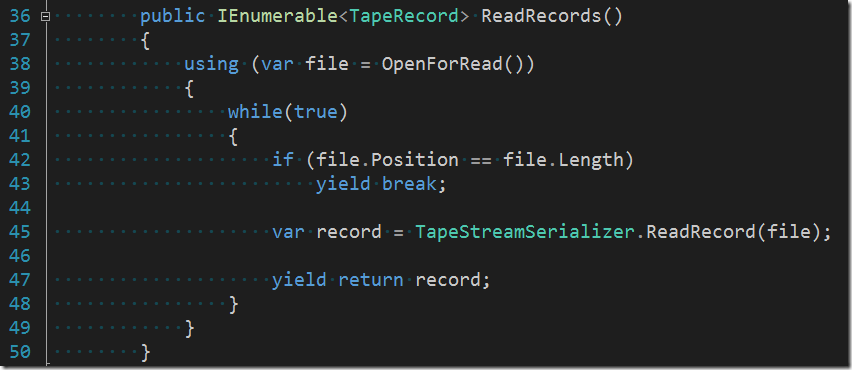 36 public IEnumerable<TapeRecord> ReadRecords()
37 {
38 using (var file = OpenForRead())
39 {
40 while(true)
41 {
42 if (file.Position == file.Length)
43 yield break;
44
45 var record = TapeStreamSerializer.ReadRecord(file);
46
47 yield return record;
48 }
49 }
50 }